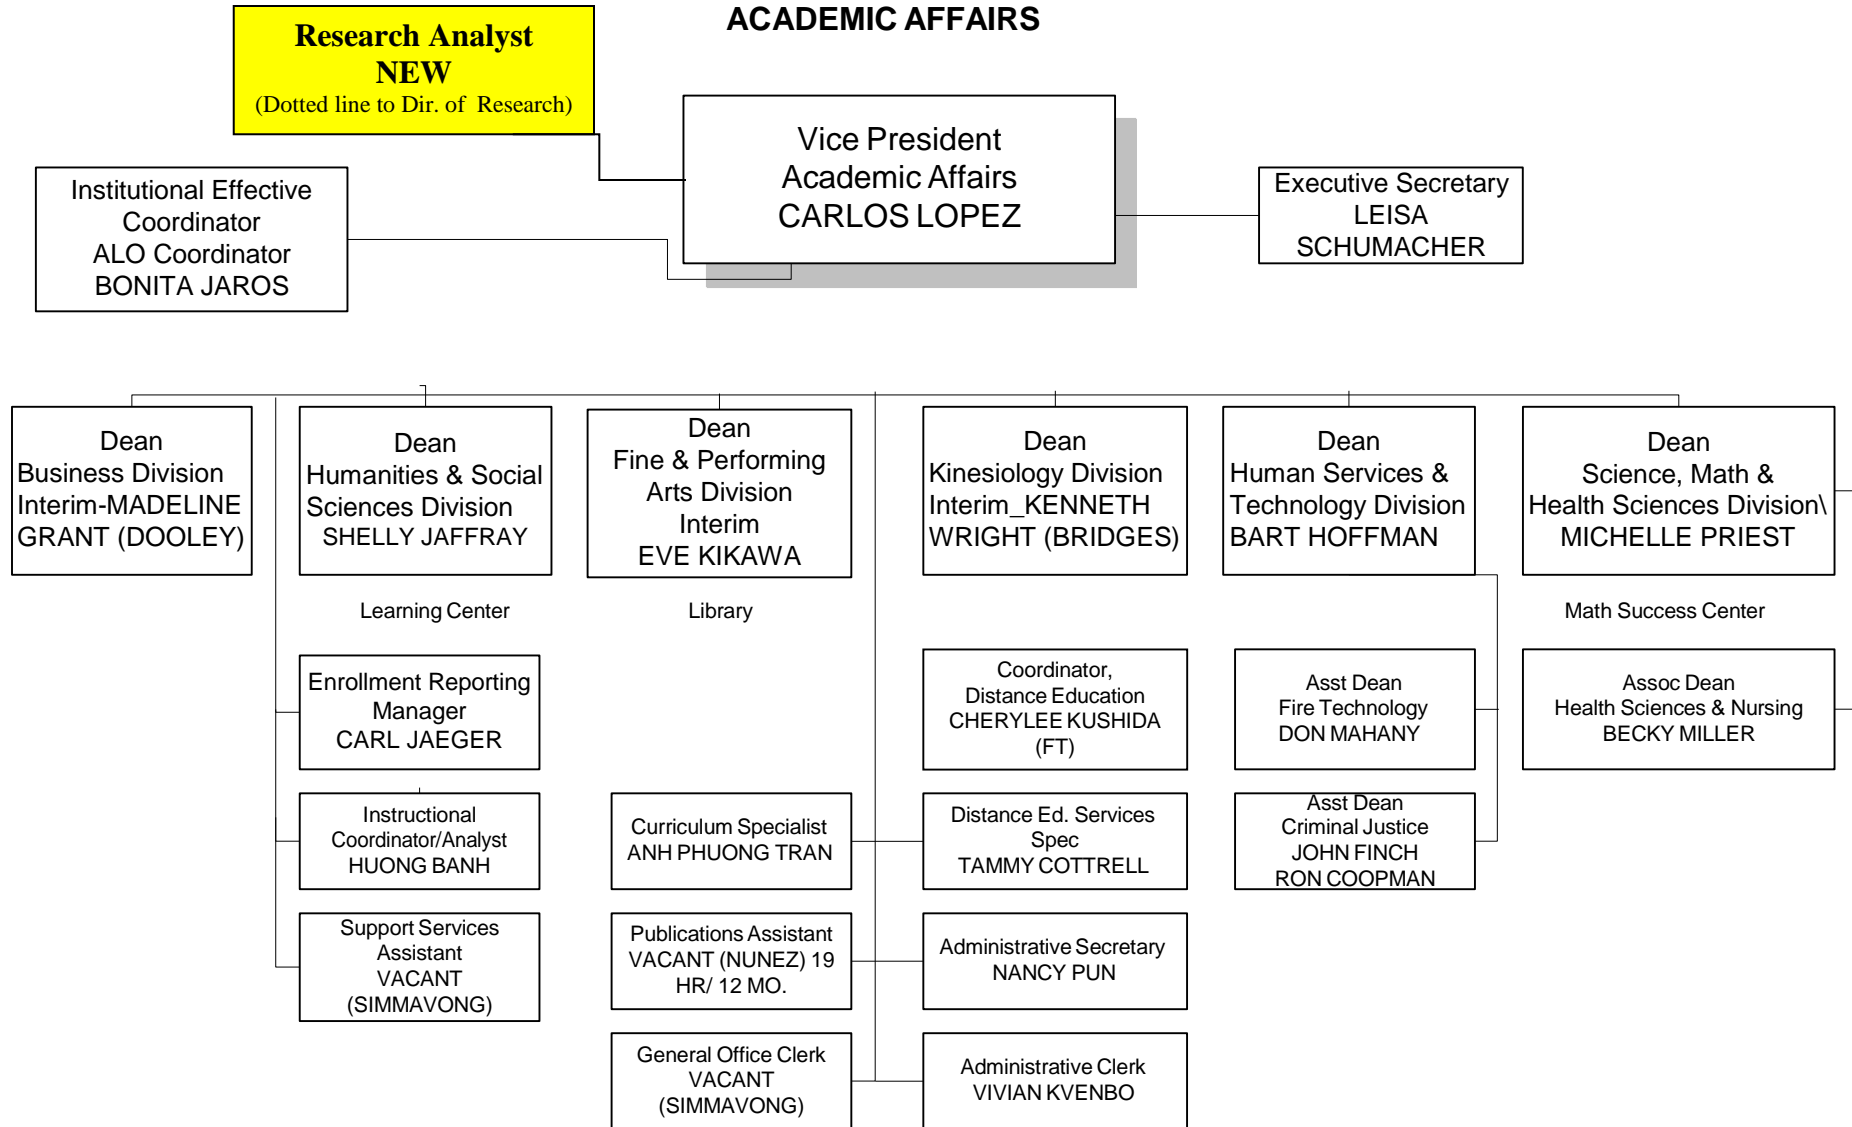 ACADEMIC AFFAIRS
Research Analyst
NEW
(Dotted line to Dir. of Research)
Vice President
Academic Affairs
CARLOS LOPEZ
Institutional Effective
Coordinator
ALO Coordinator
BONITA JAROS
Executive Secretary
LEISA
SCHUMACHER
Dean
Business Division
Interim-MADELINE
GRANT (DOOLEY)
Dean
Humanities & Social
Sciences Division
SHELLY JAFFRAY
Dean
Fine & Performing
Arts Division
Interim
EVE KIKAWA
Dean
Kinesiology Division
Interim_KENNETH
WRIGHT (BRIDGES)
Dean
Human Services &
Technology Division
BART HOFFMAN
Dean
Science, Math &
Health Sciences Division\
MICHELLE PRIEST
Learning Center
Library
Math Success Center
Enrollment Reporting
Manager
CARL JAEGER
Coordinator,
Distance Education
CHERYLEE KUSHIDA
(FT)
Asst Dean
Fire Technology
DON MAHANY
Assoc Dean
Health Sciences & Nursing
BECKY MILLER
Instructional
Coordinator/Analyst
HUONG BANH
Curriculum Specialist
ANH PHUONG TRAN
Distance Ed. Services
Spec
TAMMY COTTRELL
Asst Dean
Criminal Justice
JOHN FINCH
RON COOPMAN
Support Services
Assistant
VACANT
(SIMMAVONG)
Publications Assistant
VACANT (NUNEZ) 19
HR/ 12 MO.
Administrative Secretary
NANCY PUN
General Office Clerk
VACANT
(SIMMAVONG)
Administrative Clerk
VIVIAN KVENBO